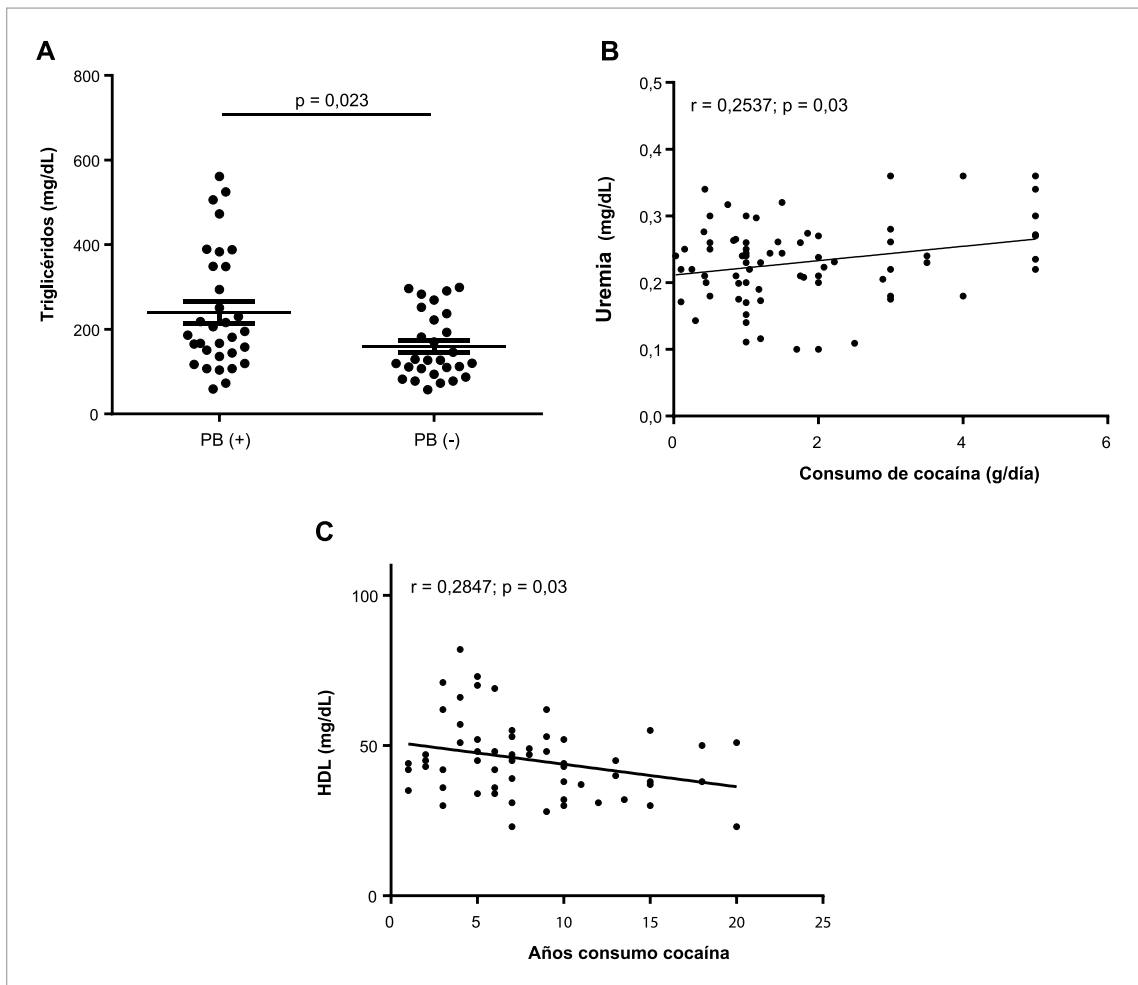 A
800
600
400
200
0
Triglicéridos (mg/dL)
p = 0,023
PB (+)
PB (-)
B
0,5
0,4
0,3
0,2
0,1
0,0
Uremia (mg/dL)
r = 0,2537; p = 0,03
0
2
4
6
Consumo de cocaína (g/día)
C
100
50
0
HDL (mg/dL)
r = 0,2847; p = 0,03
0
5
10
15
20
25
Años consumo cocaína